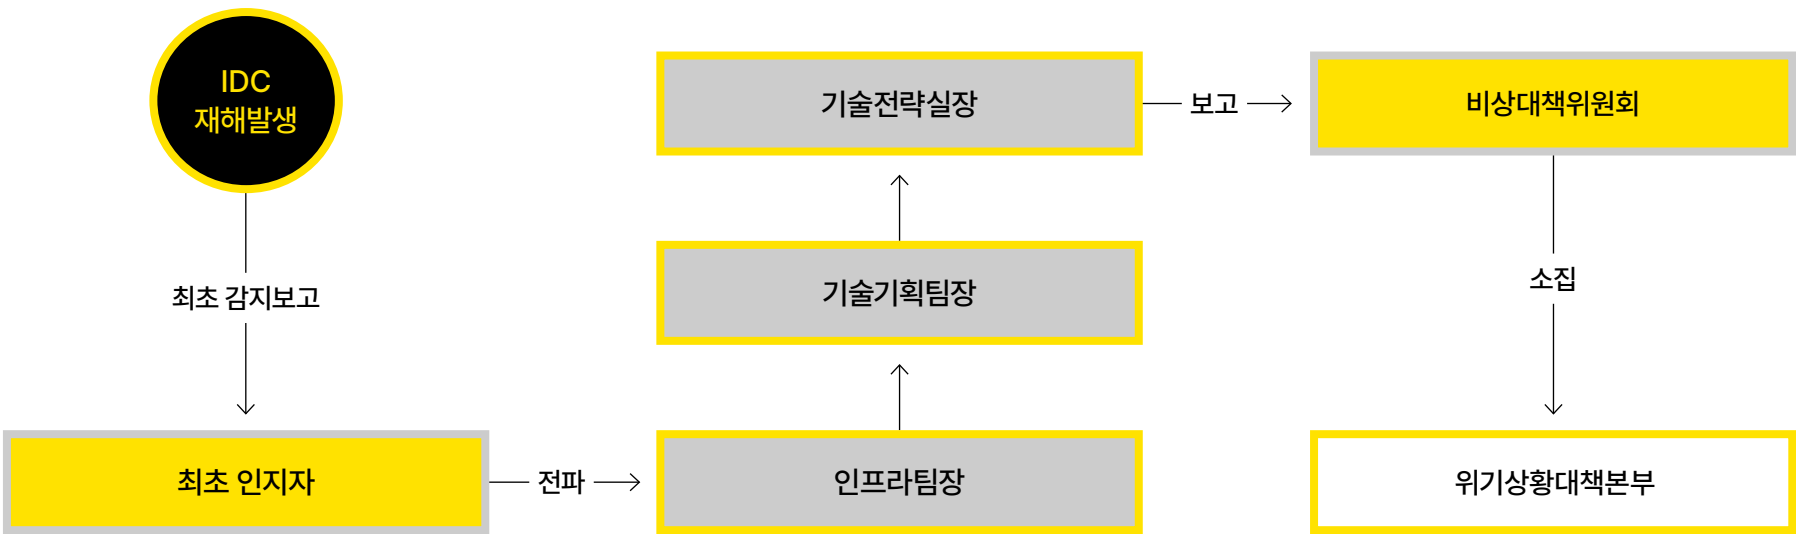 IDC
재해발생
최초 감지보고
최초 인지자
전파
인프라팀장
기술기획팀장
기술전략실장
보고
비상대책위원회
소집
위기상황대책본부